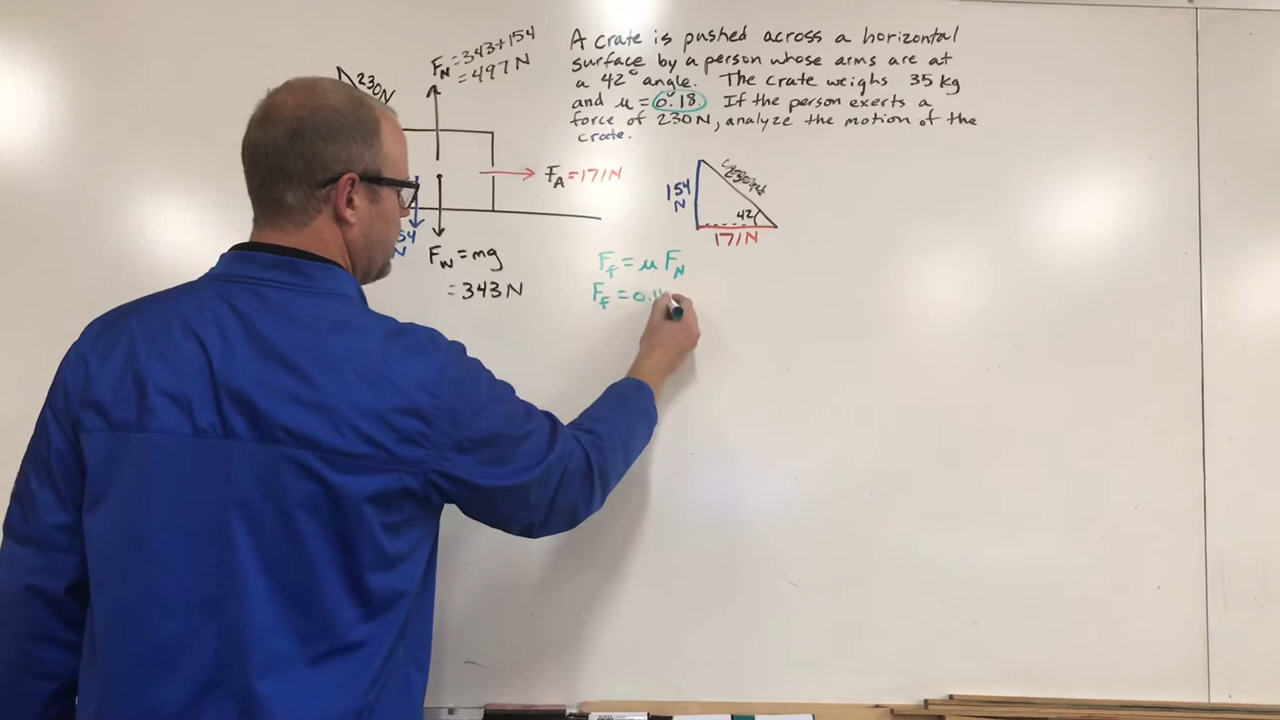 A crate is pushed across a horizontal
surface by a person whose arms are at
a 42° angle. The crate weighs 35 kg
and μ = 0.18. If the person exerts a
force of 230N, analyze the motion of the
crate.
F_N = 343+154
= 497 N
230N
F_A = 171N
54
N
F_W = mg
= 343 N
154
N
42
171N
F_f = μ F_N
F_f = 0.1